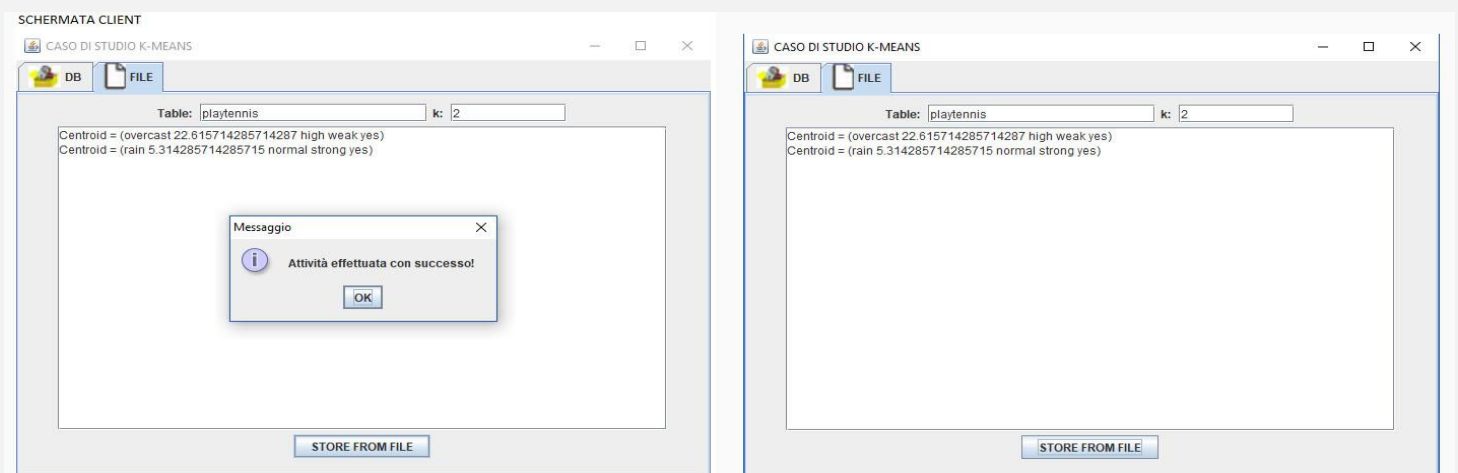 SCHERMATA CLIENT
CASO DI STUDIO K-MEANS
DB FILE
Table: playtennis k: 2
Centroid = (overcast 22.615714285714287 high weak yes)
Centroid = (rain 5.314285714285715 normal strong yes)
Messaggio
Attività effettuata con successo!
OK
STORE FROM FILE
CASO DI STUDIO K-MEANS
DB FILE
Table: playtennis k: 2
Centroid = (overcast 22.615714285714287 high weak yes)
Centroid = (rain 5.314285714285715 normal strong yes)
STORE FROM FILE